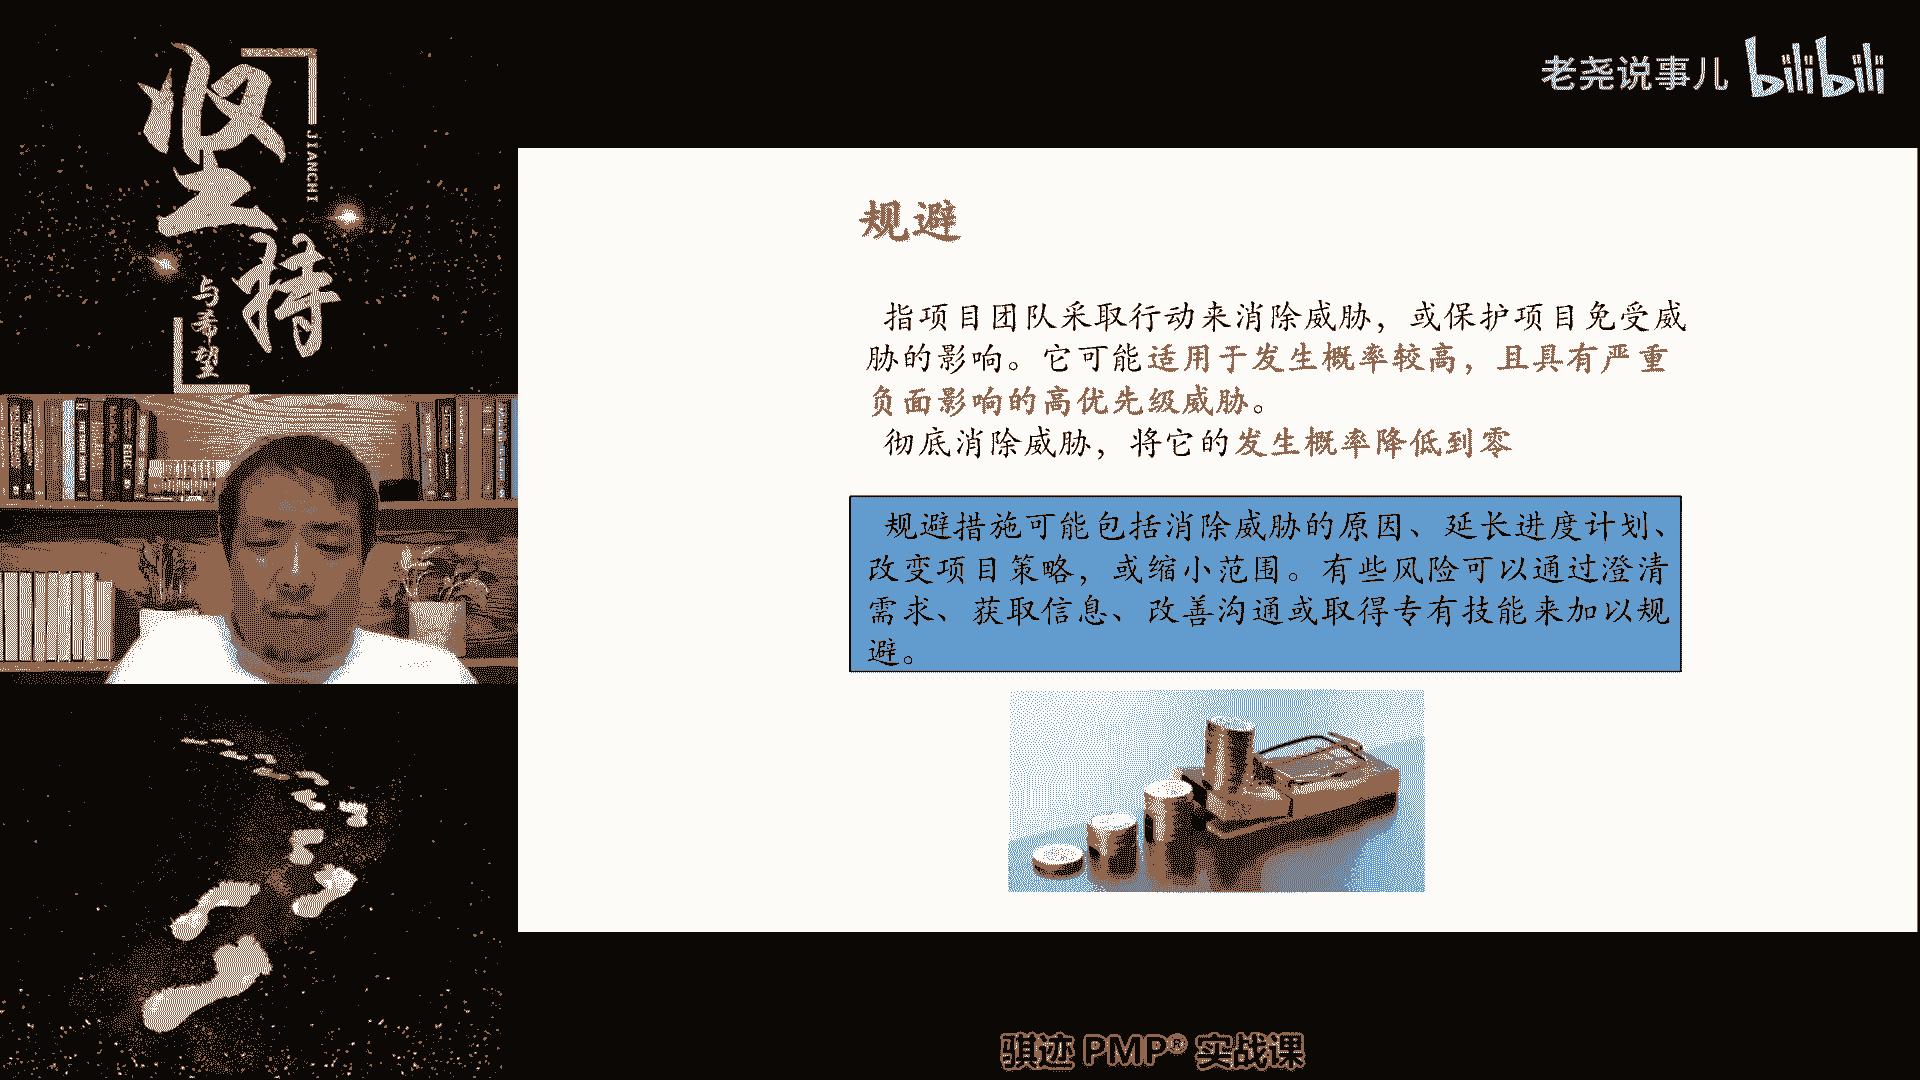 坚持
JIANCHI
与希望
老尧说事儿 bilibili
规避
指项目团队采取行动来消除威胁，或保护项目免受威
胁的影响。它可能适用于发生概率较高，且具有严重
负面影响的高优先级威胁。
彻底消除威胁，将它的发生概率降低到零
规避措施可能包括消除威胁的原因、延长进度计划、
改变项目策略，或缩小范围。有些风险可以通过澄清
需求、获取信息、改善沟通或取得专有技能来加以规
避。
骐迹 PMP® 实战课